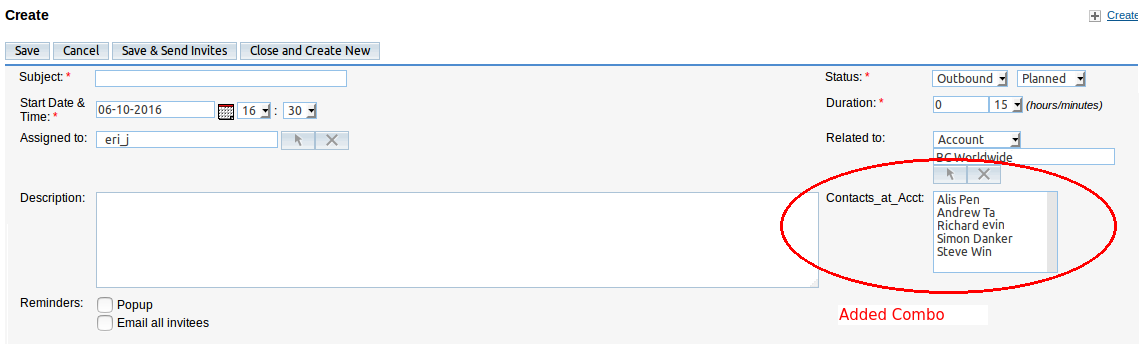 Create
Create
Save Cancel Save & Send Invites Close and Create New
Subject: * Status: * Outbound Planned
Start Date & Time: * 06-10-2016 16 : 30 Duration: * 0 15 (hours/minutes)
Assigned to: eri_j Related to: Account
BC Worldwide
Description: Contacts_at_Acct: Alis Pen
Andrew Ta
Richard evin
Simon Danker
Steve Win
Reminders: Popup
Email all invitees
Added Combo